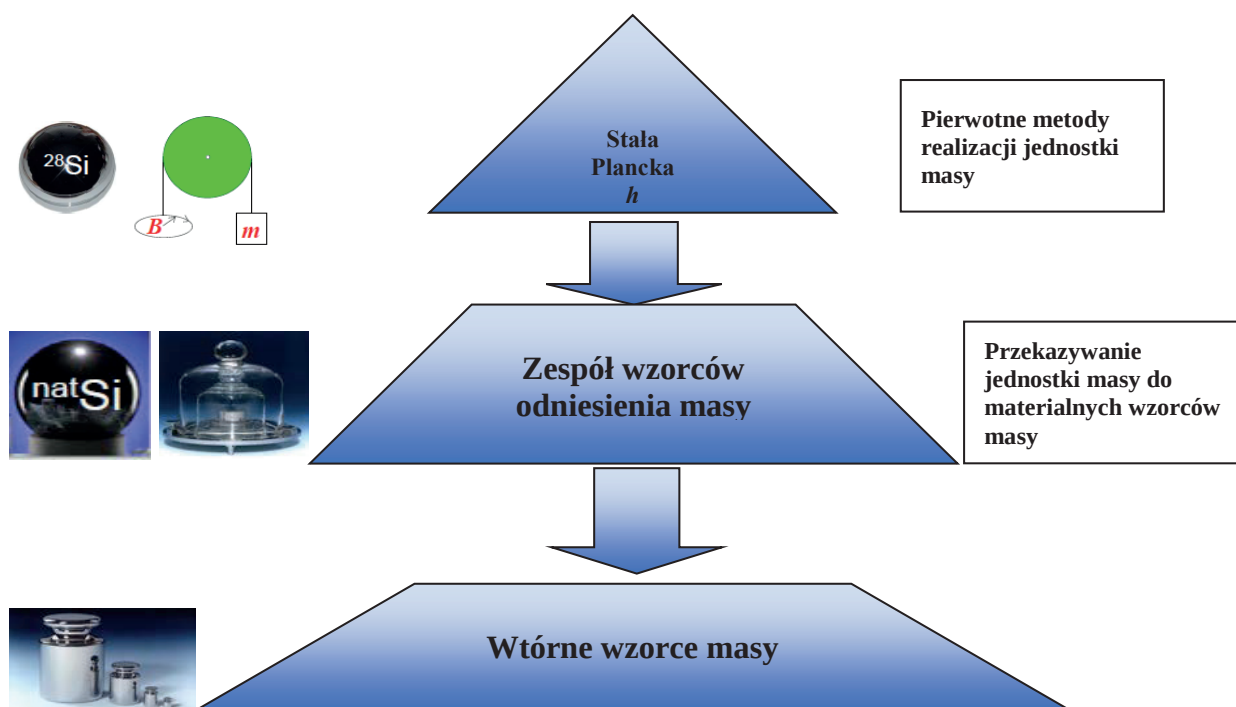 Stała
Plancka
h
Pierwotne metody
realizacji jednostki
masy
²⁸Si
B
m
Zespół wzorców
odniesienia masy
Przekazywanie
jednostki masy do
materialnych wzorców
masy
(ⁿᵃᵗSi)
Wtórne wzorce masy